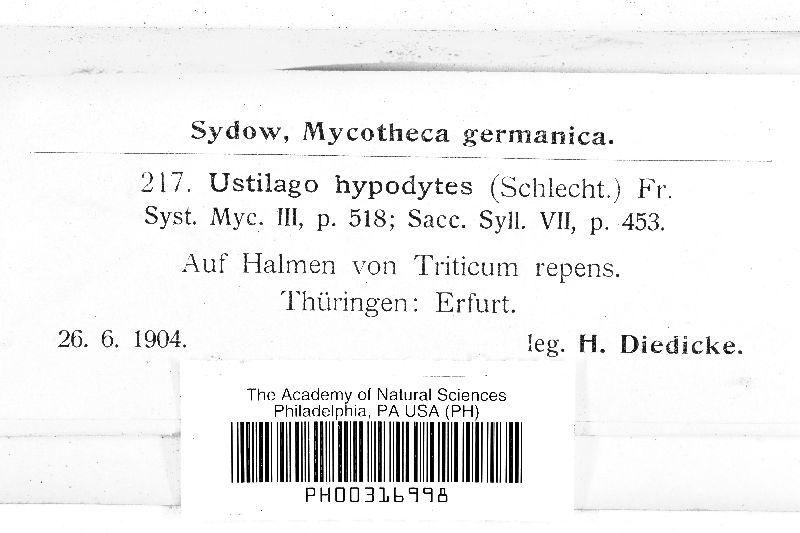 Sydow, Mycotheca germanica.
217. Ustilago hypodytes (Schlecht.) Fr.
Syst. Myc. III, p. 518; Sacc. Syll. VII, p. 453.
Auf Halmen von Triticum repens.
Thüringen: Erfurt.
26. 6. 1904. leg. H. Diedicke.
The Academy of Natural Sciences
Philadelphia, PA USA (PH)
PH00316998